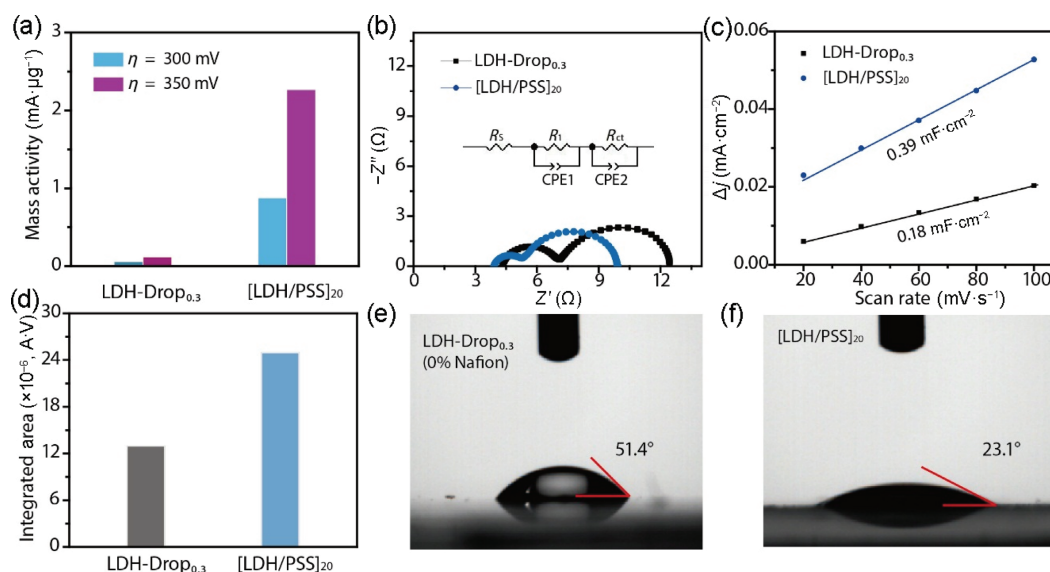 (a)
Mass activity (mA·μg⁻¹)
3
2
1
0
η = 300 mV
η = 350 mV
LDH-Drop₀.₃
[LDH/PSS]₂₀
(b)
−Z″ (Ω)
12
9
6
3
0
LDH-Drop₀.₃
[LDH/PSS]₂₀
Rₛ
R₁
R_ct
CPE1
CPE2
3
6
9
12
Z′ (Ω)
(c)
Δj (mA·cm⁻²)
0.06
0.04
0.02
0.00
LDH-Drop₀.₃
[LDH/PSS]₂₀
0.39 mF·cm⁻²
0.18 mF·cm⁻²
20
40
60
80
100
Scan rate (mV·s⁻¹)
(d)
Integrated area (×10⁻⁶, A·V)
30
24
18
12
6
0
LDH-Drop₀.₃
[LDH/PSS]₂₀
(e)
LDH-Drop₀.₃
(0% Nafion)
51.4°
(f)
[LDH/PSS]₂₀
23.1°